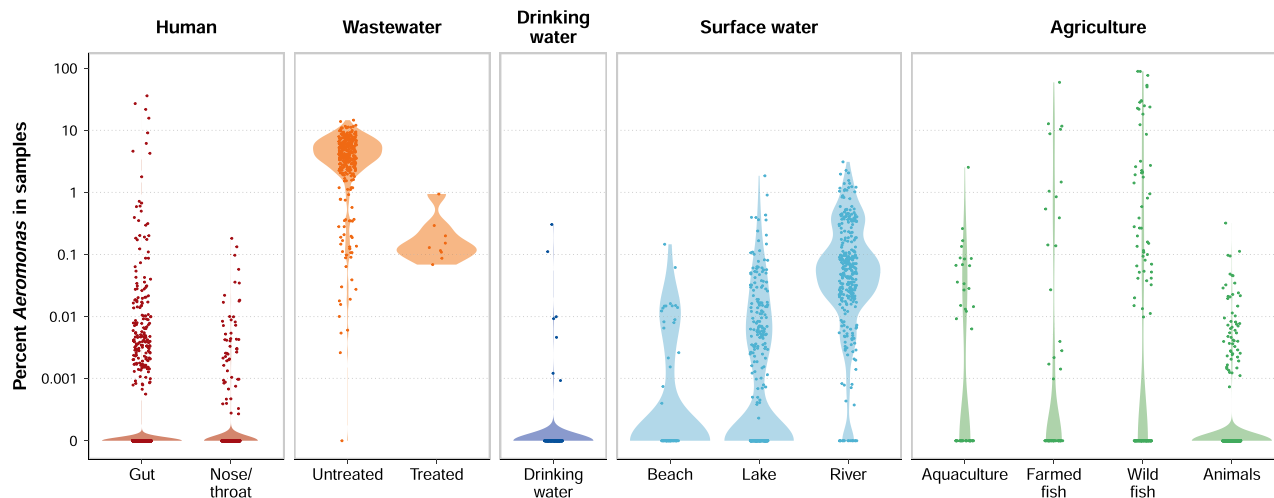 Human
Wastewater
Drinking
water
Surface water
Agriculture
Percent Aeromonas in samples
100
10
1
0.1
0.01
0.001
0
Gut
Nose/
throat
Untreated
Treated
Drinking
water
Beach
Lake
River
Aquaculture
Farmed
fish
Wild
fish
Animals